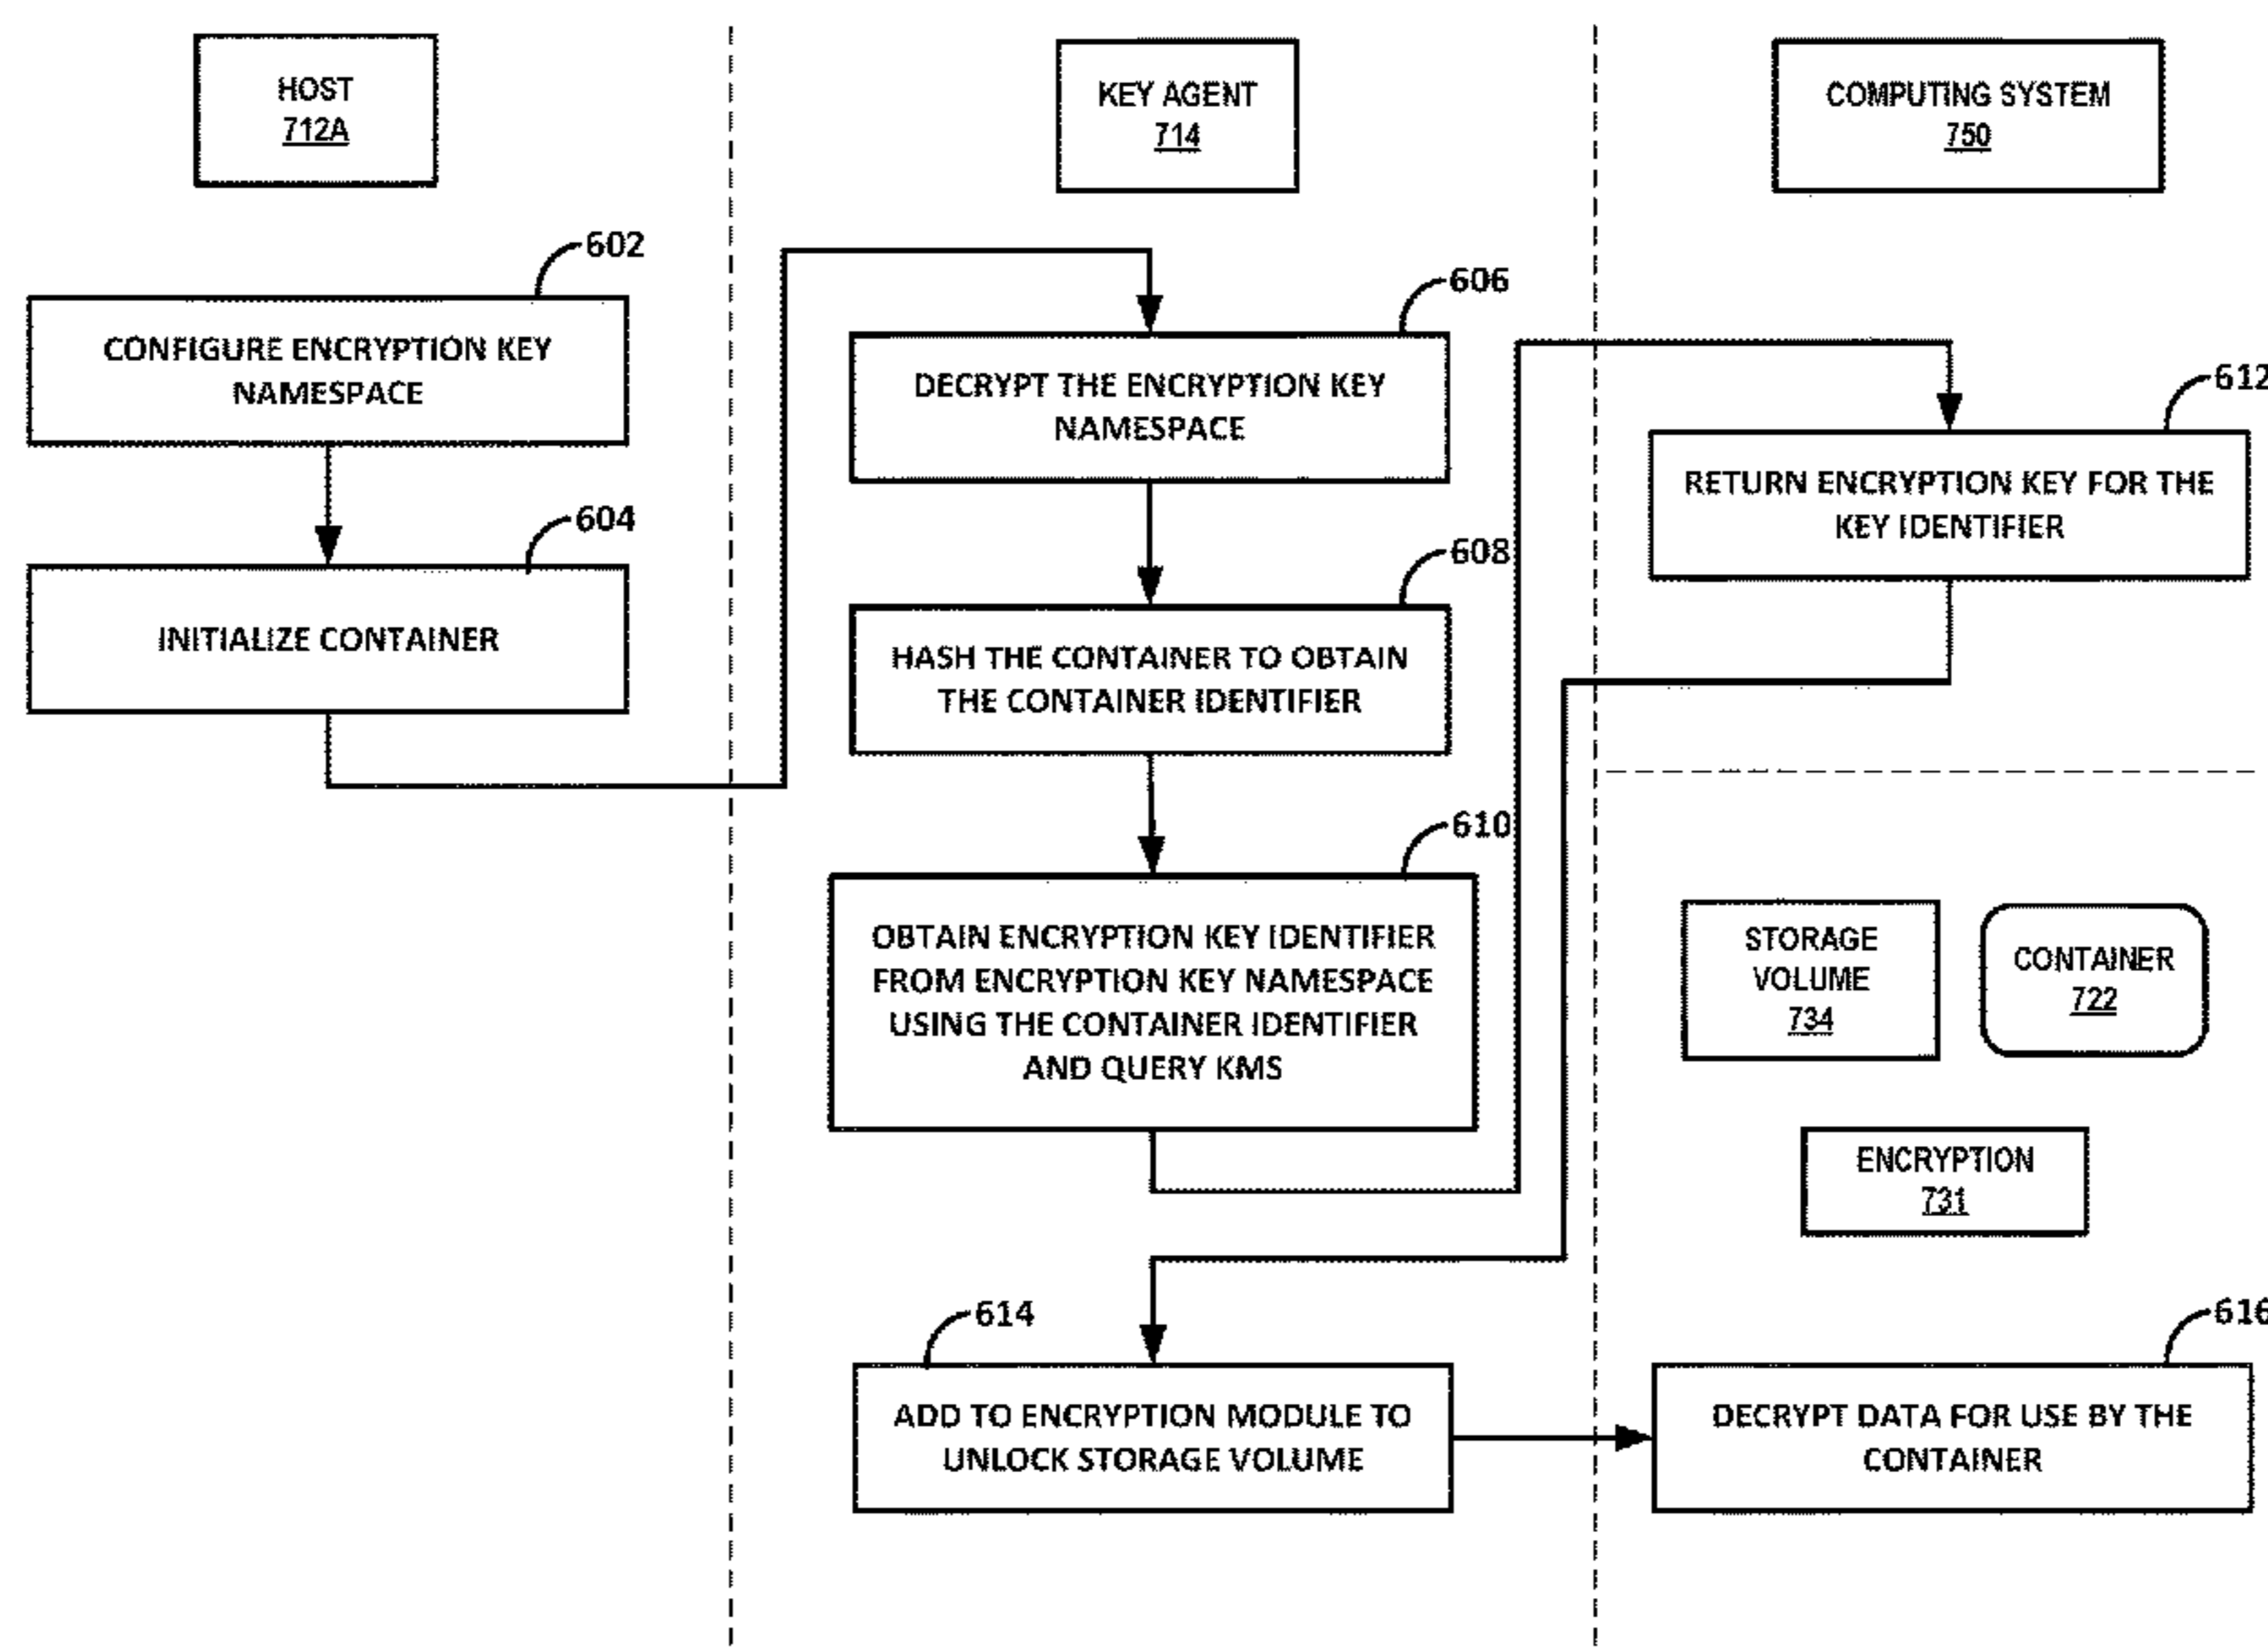 HOST
712A
KEY AGENT
714
COMPUTING SYSTEM
750
602
CONFIGURE ENCRYPTION KEY
NAMESPACE
604
INITIALIZE CONTAINER
606
DECRYPT THE ENCRYPTION KEY
NAMESPACE
608
HASH THE CONTAINER TO OBTAIN
THE CONTAINER IDENTIFIER
610
OBTAIN ENCRYPTION KEY IDENTIFIER
FROM ENCRYPTION KEY NAMESPACE
USING THE CONTAINER IDENTIFIER
AND QUERY KMS
612
RETURN ENCRYPTION KEY FOR THE
KEY IDENTIFIER
STORAGE
VOLUME
734
CONTAINER
722
ENCRYPTION
731
614
ADD TO ENCRYPTION MODULE TO
UNLOCK STORAGE VOLUME
616
DECRYPT DATA FOR USE BY THE
CONTAINER